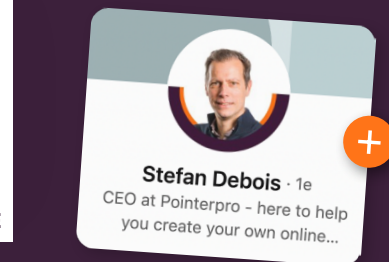 Stefan Debois · 1e
CEO at Pointerpro - here to help
you create your own online...